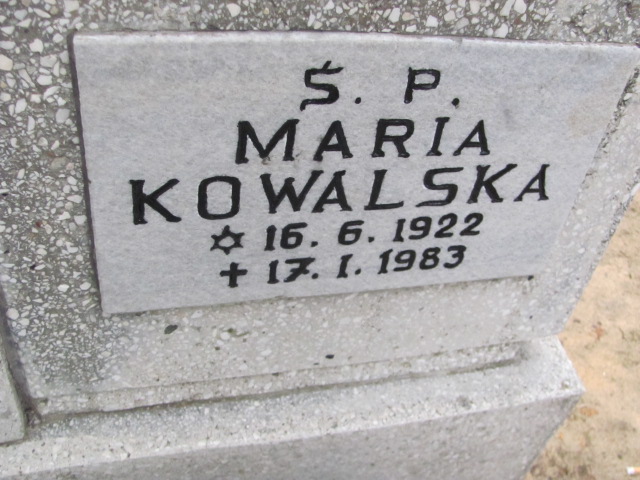 Ś. P.
MARIA
KOWALSKA
✡ 16. 6. 1922
✝ 17. 1. 1983